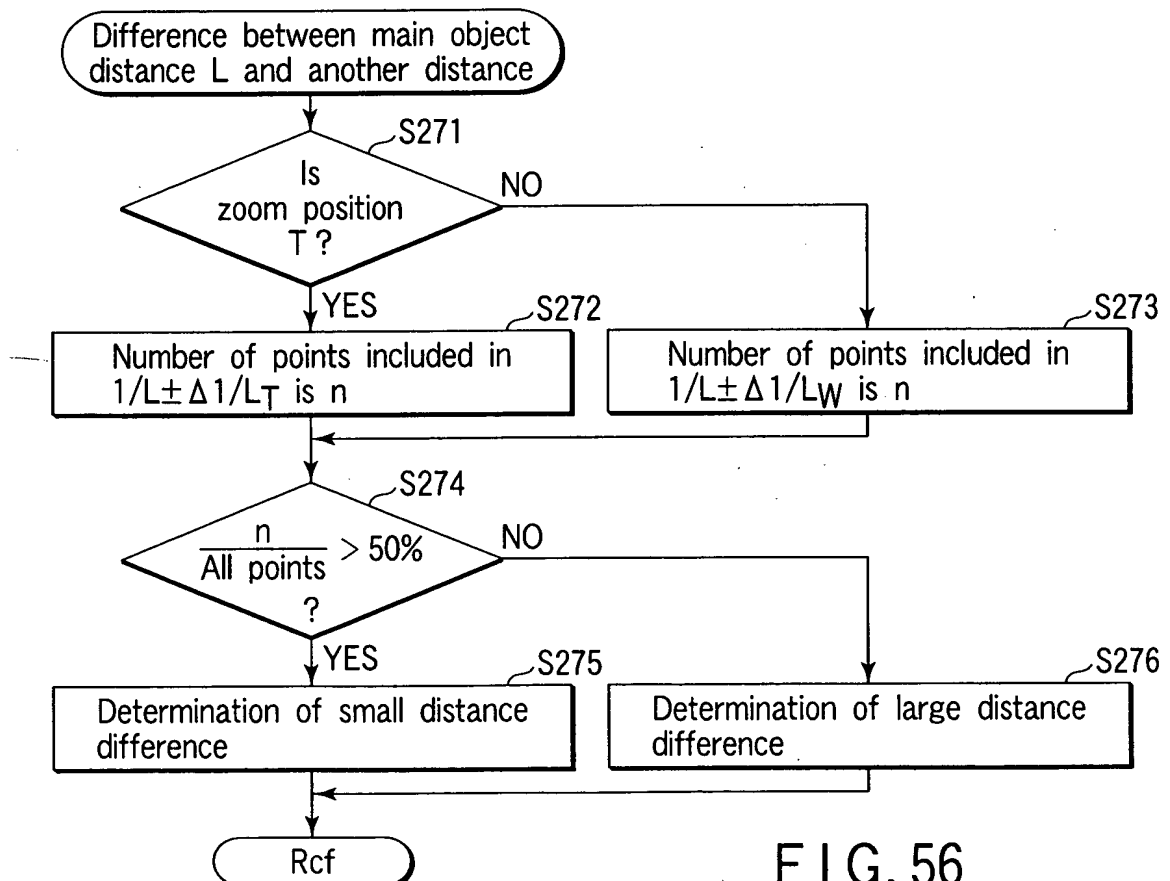 Difference between main object
distance L and another distance
S271
Is
zoom position
T ?
NO
YES
S272
Number of points included in
1/L± Δ1/LT is n
S273
Number of points included in
1/L± Δ1/LW is n
S274
n
All points
> 50%
?
NO
YES
S275
Determination of small distance
difference
S276
Determination of large distance
difference
Rcf
FIG. 56